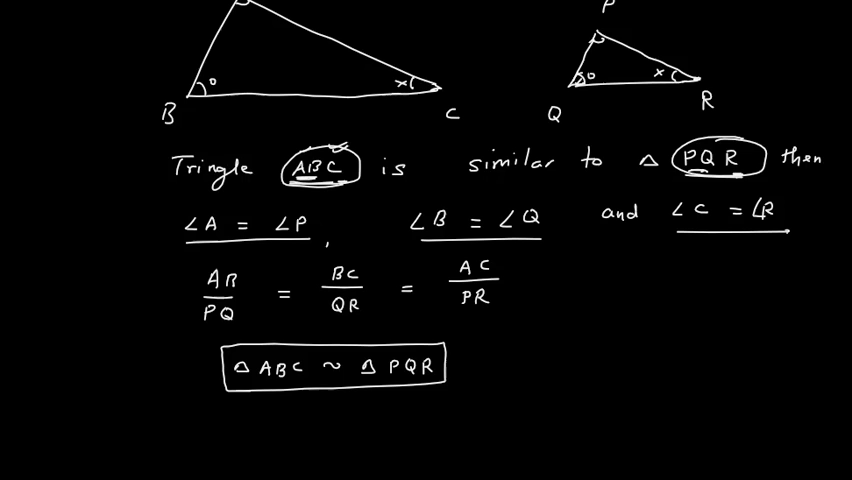 P
o x o x
B C Q R
Tringle ABC is similar to △ PQR then
∠A = ∠P , ∠B = ∠Q and ∠C = ∠R
AB/PQ = BC/QR = AC/PR
△ ABC ~ △ PQR